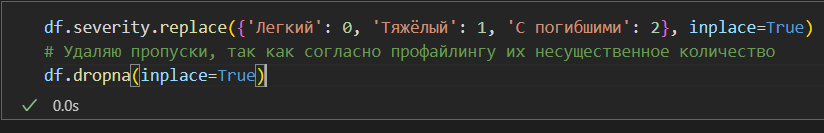 df.severity.replace({'Легкий': 0, 'Тяжёлый': 1, 'С погибшими': 2}, inplace=True)
# Удаляю пропуски, так как согласно профайлингу их несущественное количество
df.dropna(inplace=True)
0.0s